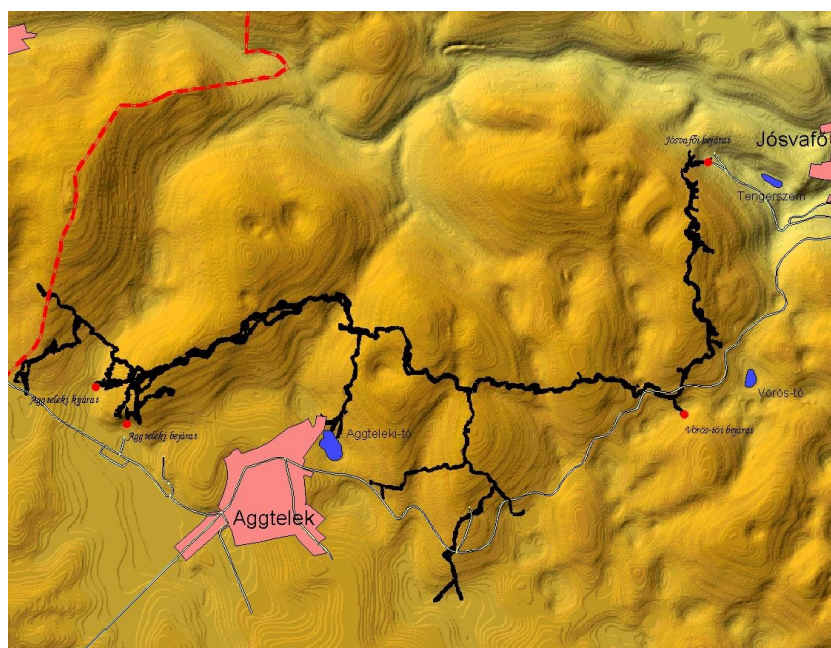 Jósvafői bejárat
Jósvafő
Tengerszem
Aggteleki kijárat
Vörös-tó
Aggteleki bejárat
Aggteleki-tó
Vörös-tói bejárat
Aggtelek